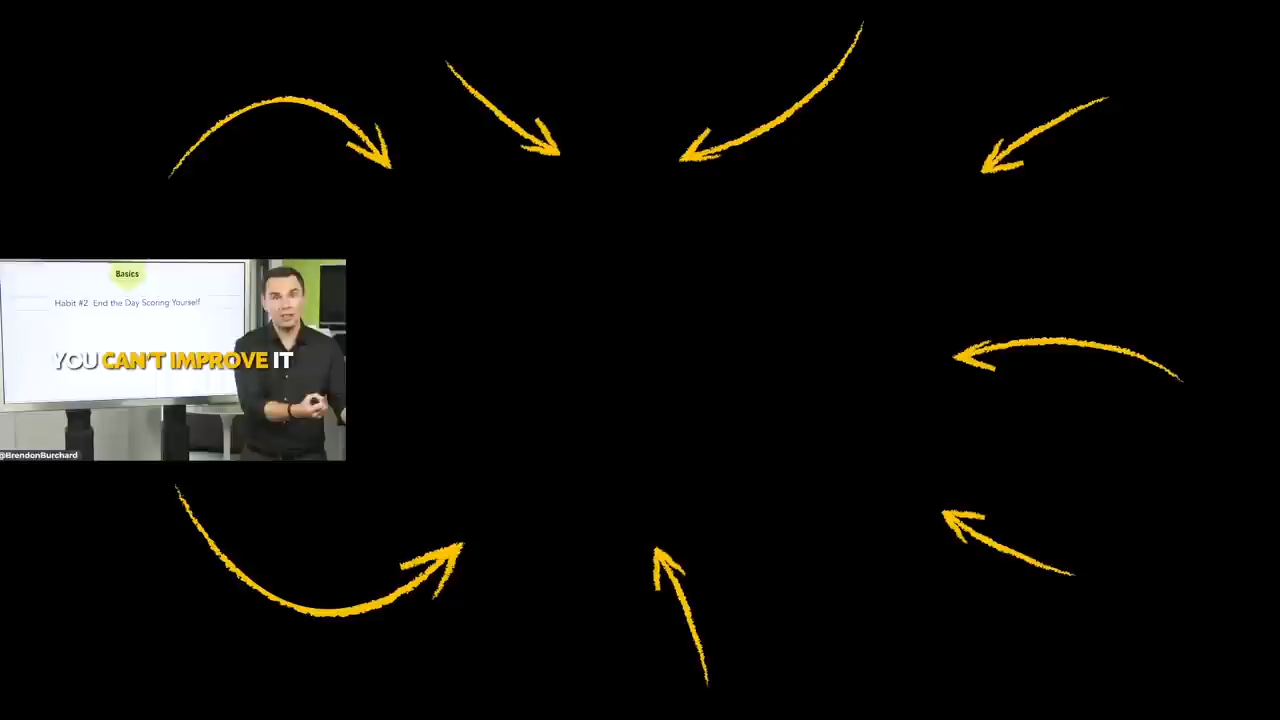 Basics
Habit #2 End the Day Scoring Yourself
YOU CAN'T IMPROVE IT
@BrendonBurchard